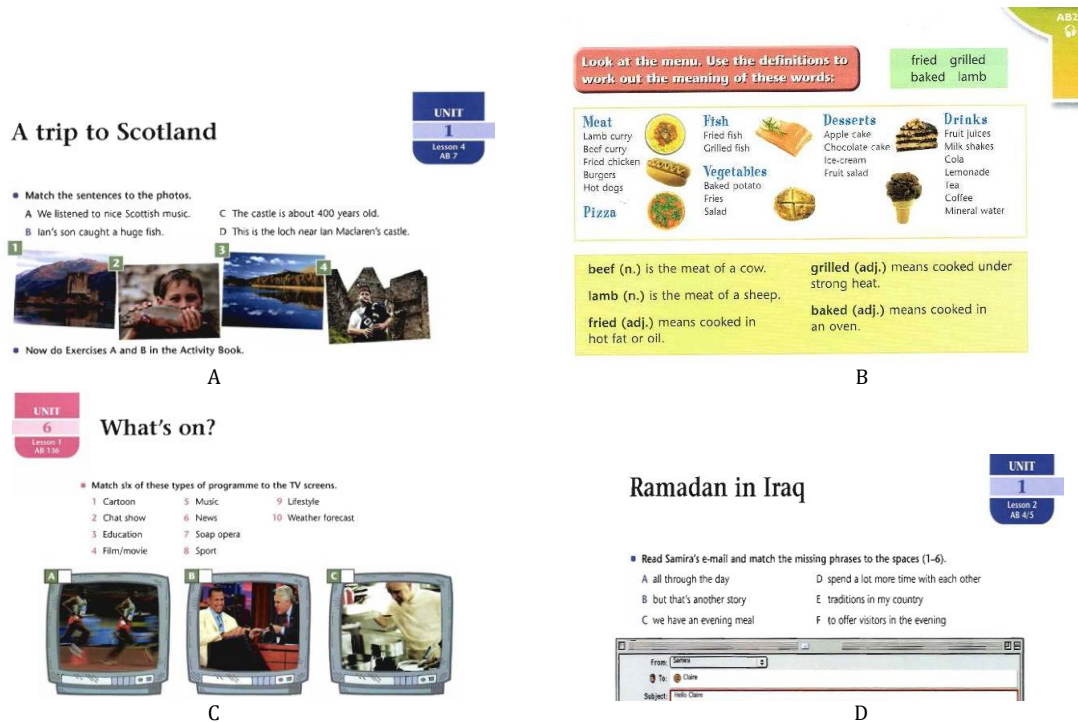 A trip to Scotland
UNIT
1
Lesson 4
AB 7
Match the sentences to the photos.
A We listened to nice Scottish music.
B Ian's son caught a huge fish.
C The castle is about 400 years old.
D This is the loch near Ian Maclaren's castle.
1
2
3
4
Now do Exercises A and B in the Activity Book.
A
AB2
Look at the menu. Use the definitions to
work out the meaning of these words:
fried grilled
baked lamb
Meat
Lamb curry
Beef curry
Fried chicken
Burgers
Hot dogs
Pizza
Fish
Fried fish
Grilled fish
Vegetables
Baked potato
Fries
Salad
Desserts
Apple cake
Chocolate cake
Ice-cream
Fruit salad
Drinks
Fruit juices
Milk shakes
Cola
Lemonade
Tea
Coffee
Mineral water
beef (n.) is the meat of a cow.
lamb (n.) is the meat of a sheep.
fried (adj.) means cooked in
hot fat or oil.
grilled (adj.) means cooked under
strong heat.
baked (adj.) means cooked in
an oven.
B
UNIT
6
Lesson 1
AB 136
What's on?
Match six of these types of programme to the TV screens.
1 Cartoon
2 Chat show
3 Education
4 Film/movie
5 Music
6 News
7 Soap opera
8 Sport
9 Lifestyle
10 Weather forecast
A
B
C
C
Ramadan in Iraq
UNIT
1
Lesson 2
AB 4/5
Read Samira's e-mail and match the missing phrases to the spaces (1–6).
A all through the day
B but that's another story
C we have an evening meal
D spend a lot more time with each other
E traditions in my country
F to offer visitors in the evening
From: Samira
To: Claire
Subject: Hello Claire
D